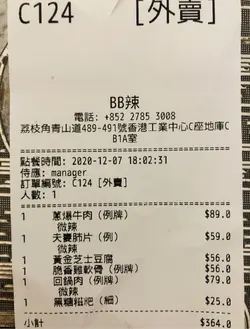 C124 [外賣]
BB辣
電話: +852 2785 3008
荔枝角青山道489-491號香港工業中心C座地庫C
B1A室
點餐時間: 2020-12-07 18:02:31
侍應: manager
訂單編號: C124 [外賣]
人數: 1
1 蔥爆牛肉 (例牌) $89.0
微辣
1 夫妻肺片 (例) $59.0
微辣
1 黃金芝士豆腐 $56.0
1 脆香雞軟骨 (例牌) $56.0
1 回鍋肉 (例牌) $79.0
微辣
1 黑糖糍粑 (細) $25.0
小計 $364.0